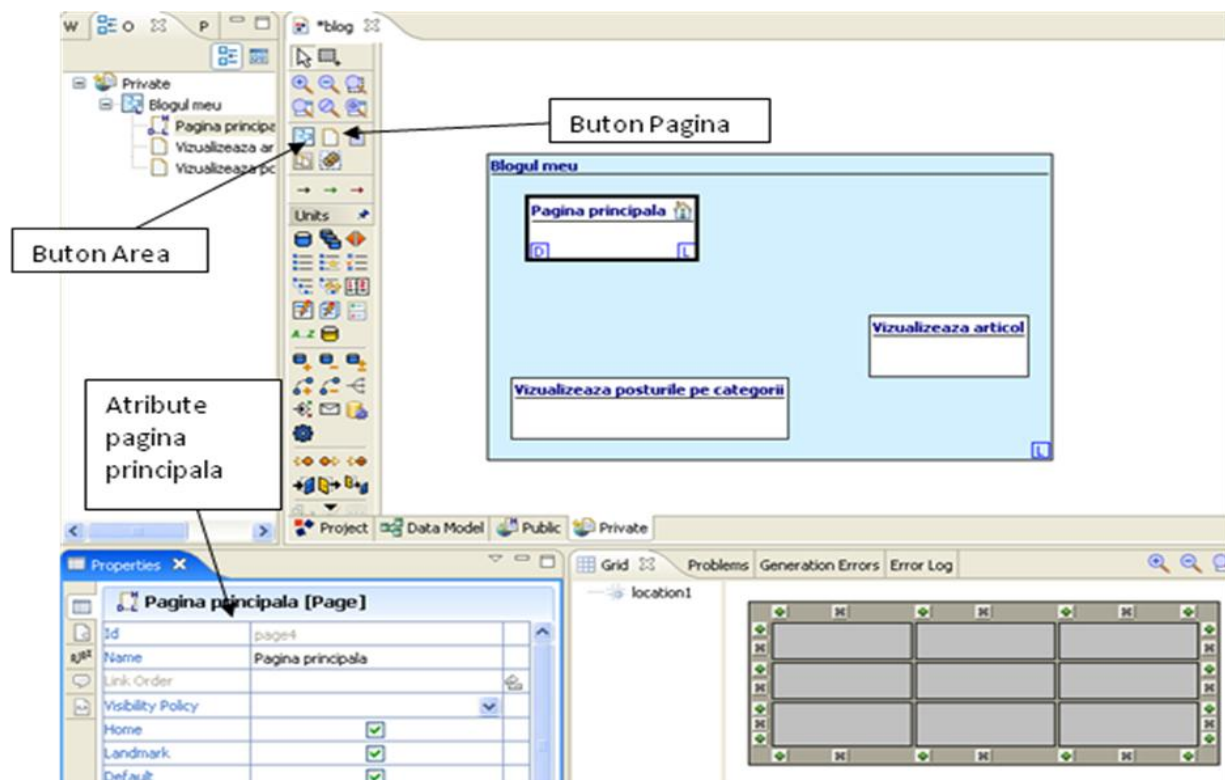 W
O
P
*blog
Private
Blogul meu
Pagina principa
Vizualizeaza ar
Vizualizeaza po
Buton Pagina
Buton Area
Units
A..Z
Blogul meu
Pagina principala
D
L
Vizualizeaza articol
Vizualizeaza posturile pe categorii
L
Atribute
pagina
principala
Project
Data Model
Public
Private
Properties
Pagina principala [Page]
Id page4
Name Pagina principala
Link Order
Visibility Policy
Home
Landmark
Default
Grid
Problems
Generation Errors
Error Log
location1